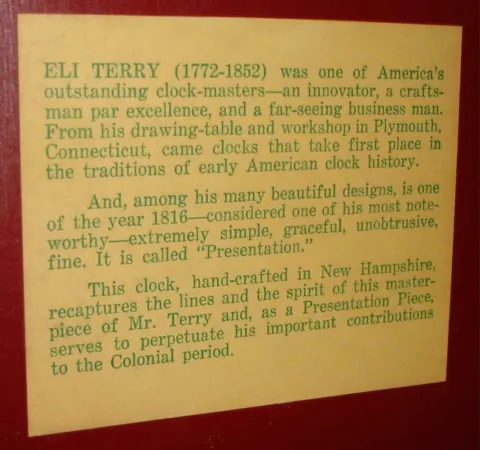 ELI TERRY (1772-1852) was one of America's
outstanding clock-masters—an innovator, a crafts-
man par excellence, and a far-seeing business man.
From his drawing-table and workshop in Plymouth,
Connecticut, came clocks that take first place in
the traditions of early American clock history.
And, among his many beautiful designs, is one
of the year 1816—considered one of his most note-
worthy—extremely simple, graceful, unobtrusive,
fine. It is called "Presentation."
This clock, hand-crafted in New Hampshire,
recaptures the lines and the spirit of this master-
piece of Mr. Terry and, as a Presentation Piece,
serves to perpetuate his important contributions
to the Colonial period.